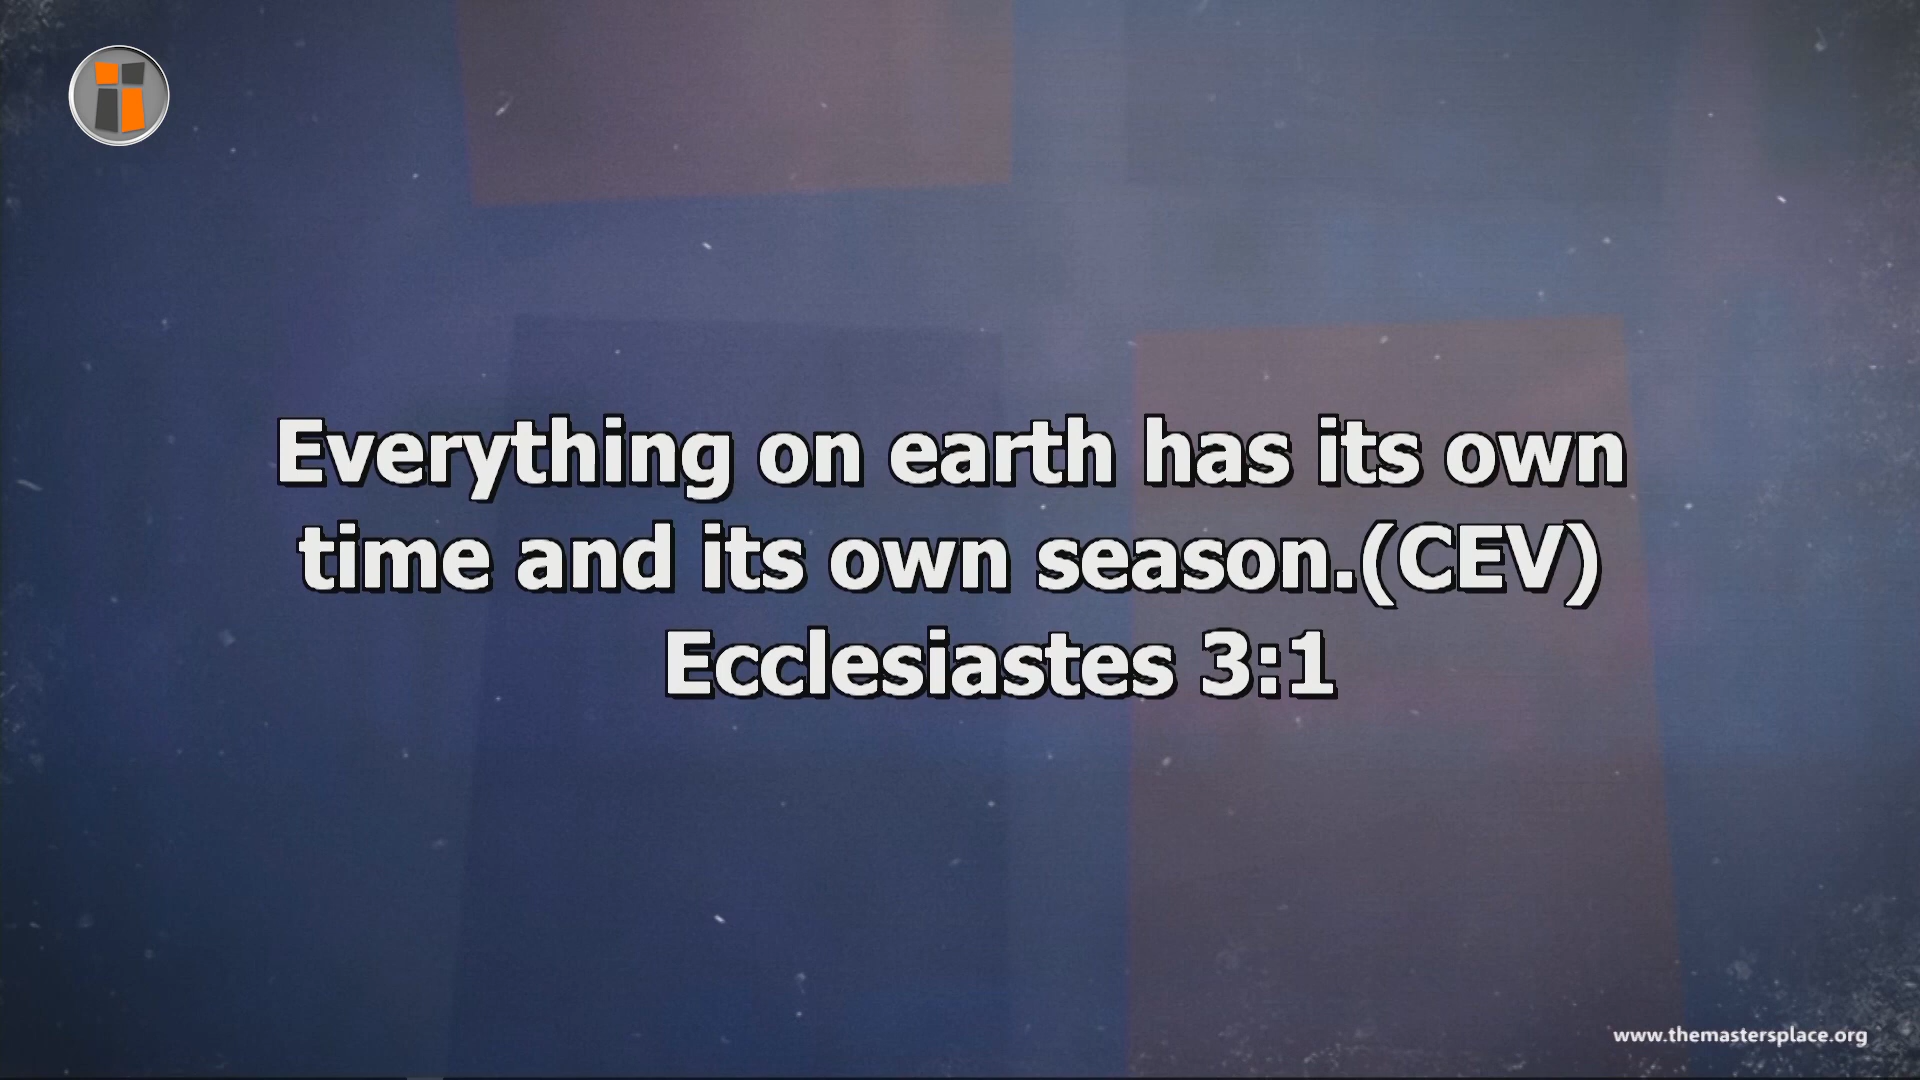 Everything on earth has its own
time and its own season.(CEV)
Ecclesiastes 3:1
www.themastersplace.org